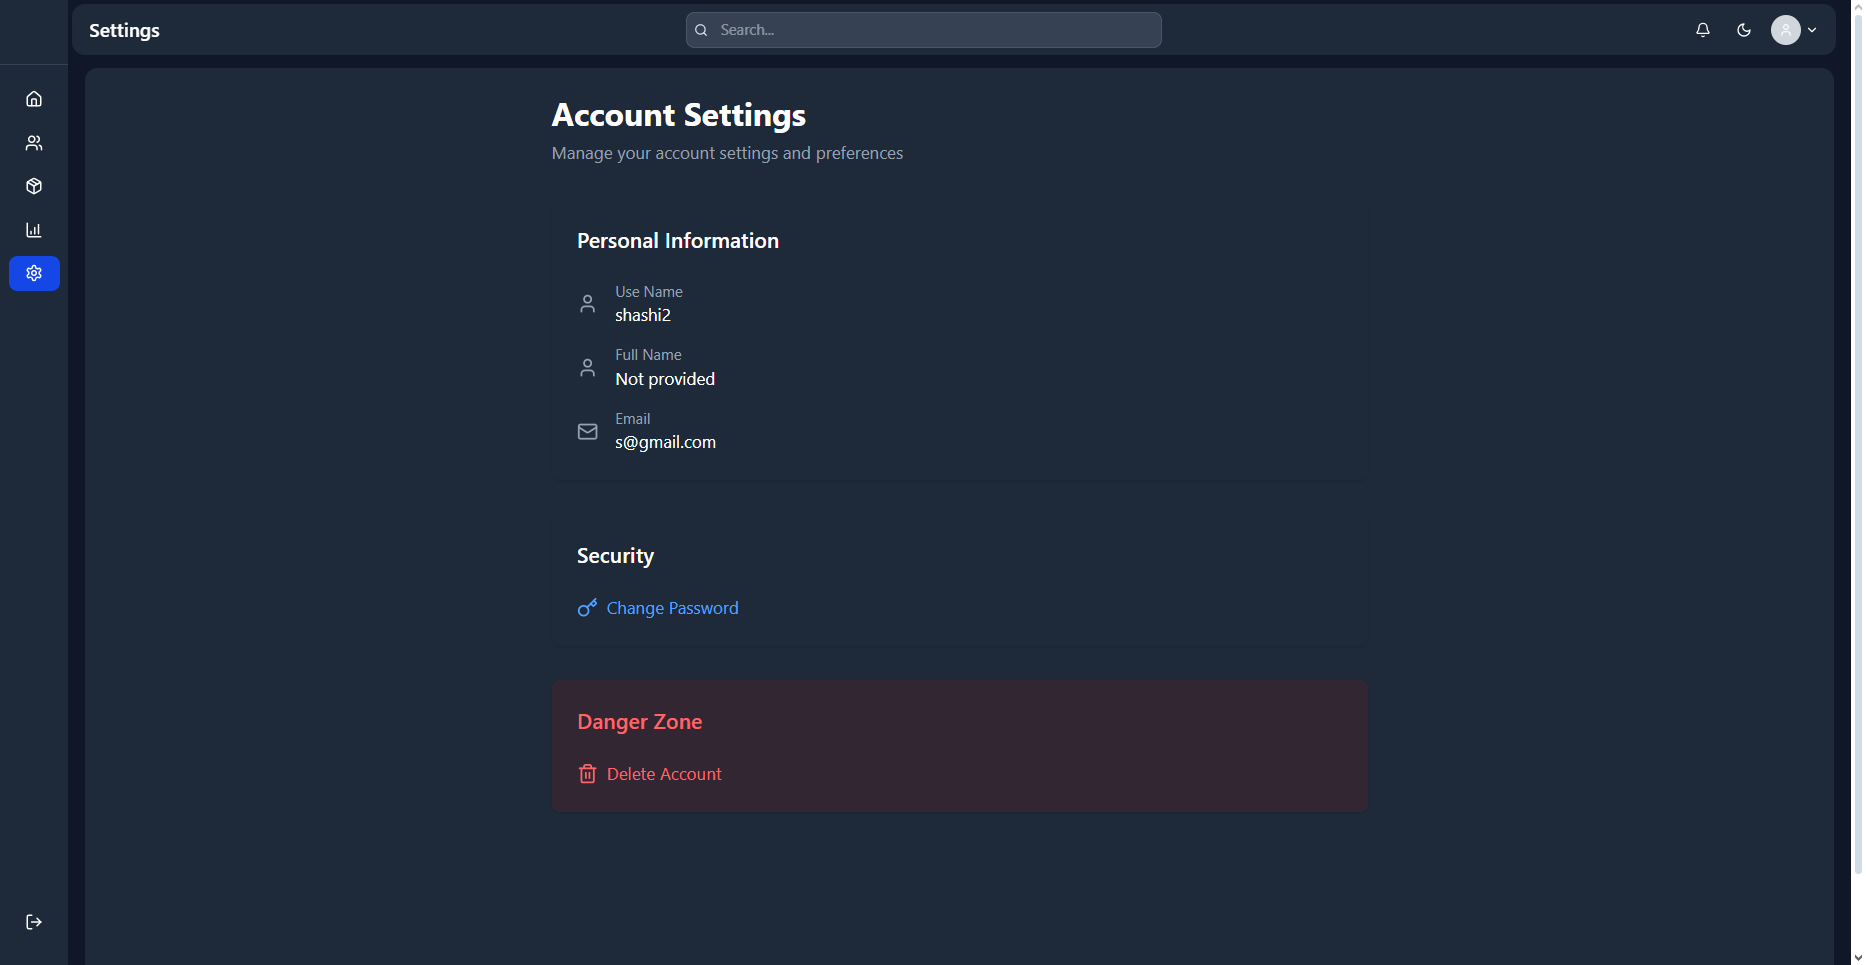 Settings
Search...
Account Settings
Manage your account settings and preferences
Personal Information
Use Name
shashi2
Full Name
Not provided
Email
s@gmail.com
Security
Change Password
Danger Zone
Delete Account